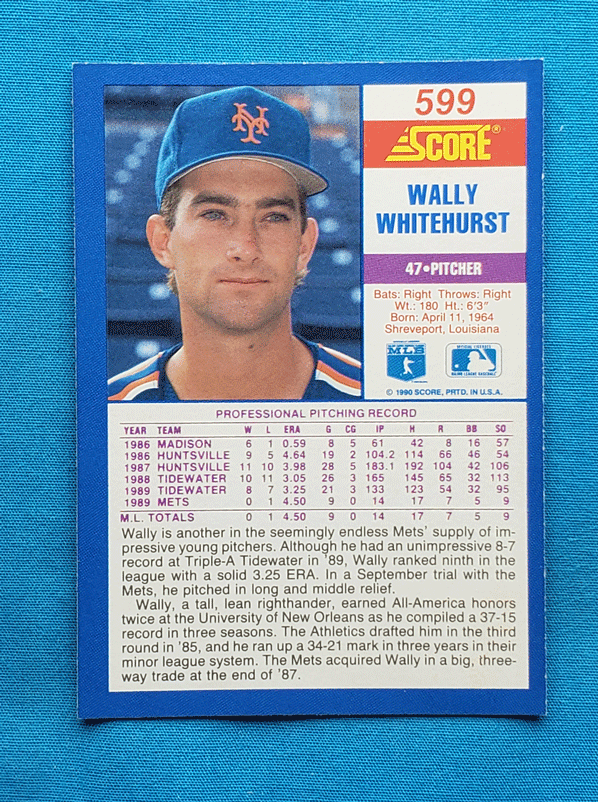 NY
599
SCORE®
WALLY
WHITEHURST
47•PITCHER
Bats: Right Throws: Right
Wt.: 180 Ht.: 6'3"
Born: April 11, 1964
Shreveport, Louisiana
MLB
© 1990 SCORE, PRTD. IN U.S.A.
PROFESSIONAL PITCHING RECORD
YEAR TEAM W L ERA G CG IP H R BB SO
1986 MADISON 6 1 0.59 8 5 61 42 8 16 57
1986 HUNTSVILLE 9 5 4.64 19 2 104.2 114 66 46 54
1987 HUNTSVILLE 11 10 3.98 28 5 183.1 192 104 42 106
1988 TIDEWATER 10 11 3.05 26 3 165 145 65 32 113
1989 TIDEWATER 8 7 3.25 21 3 133 123 54 32 95
1989 METS 0 1 4.50 9 0 14 17 7 5 9
M.L. TOTALS 0 1 4.50 9 0 14 17 7 5 9
Wally is another in the seemingly endless Mets' supply of im-
pressive young pitchers. Although he had an unimpressive 8-7
record at Triple-A Tidewater in '89, Wally ranked ninth in the
league with a solid 3.25 ERA. In a September trial with the
Mets, he pitched in long and middle relief.
Wally, a tall, lean righthander, earned All-America honors
twice at the University of New Orleans as he compiled a 37-15
record in three seasons. The Athletics drafted him in the third
round in '85, and he ran up a 34-21 mark in three years in their
minor league system. The Mets acquired Wally in a big, three-
way trade at the end of '87.